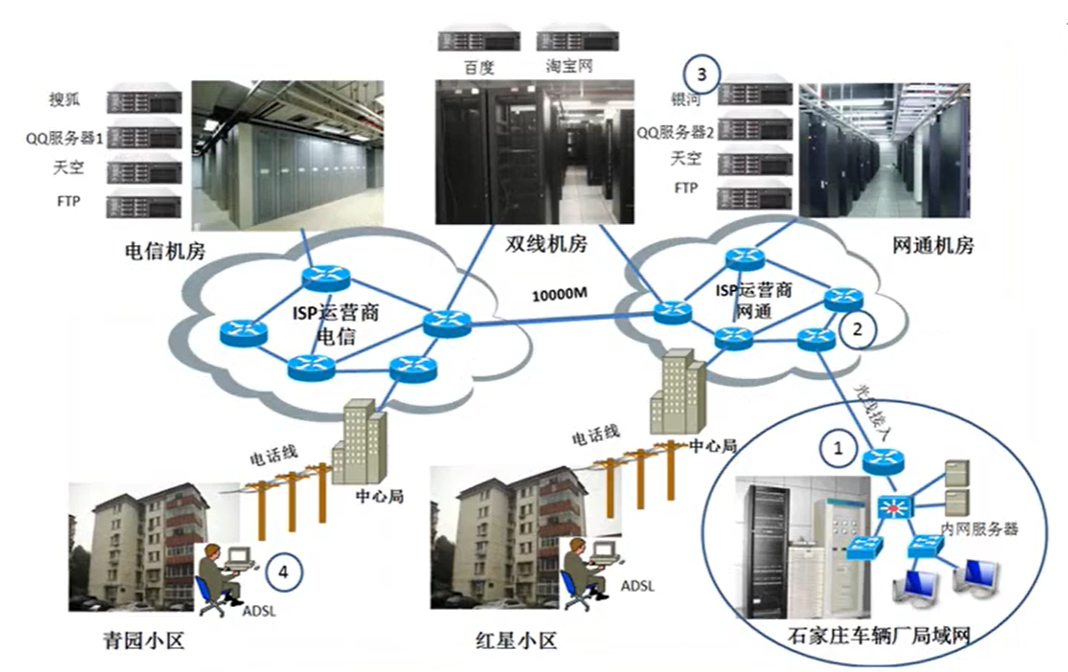 百度
淘宝网
③
搜狐
QQ服务器1
天空
FTP
银河
QQ服务器2
天空
FTP
电信机房
双线机房
网通机房
ISP运营商
电信
10000M
ISP运营商
网通
②
光线接入
①
电话线
中心局
电话线
中心局
内网服务器
④
ADSL
ADSL
青园小区
红星小区
石家庄车辆厂局域网